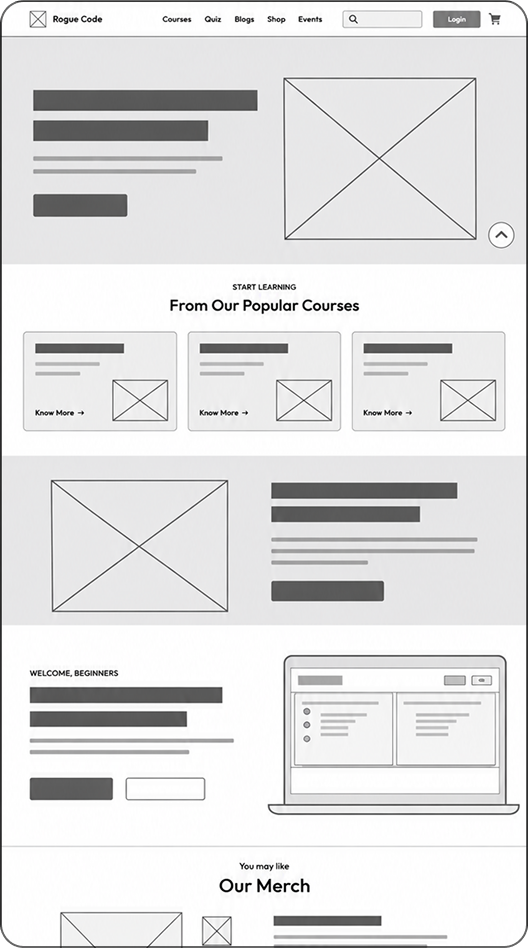 Rogue Code
Courses Quiz Blogs Shop Events
Login
START LEARNING
From Our Popular Courses
Know More →
Know More →
Know More →
WELCOME, BEGINNERS
You may like
Our Merch